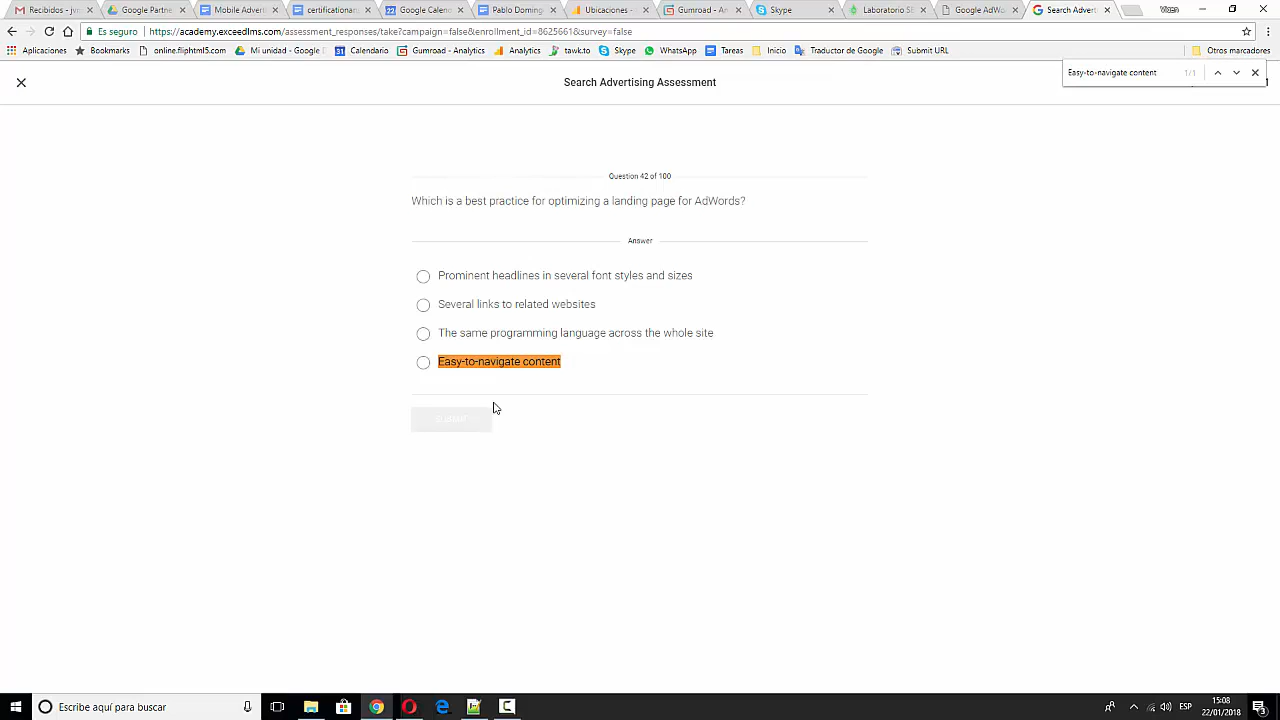 Recibidos - jv
Google Partne
Mobile Advert
certificationan
Google Calen
Pablo Doming
Ubicaciones -
Gumroad - An
Skype
Laboratorio SE
Google AdWo
Search Adverti
Es seguro
https://academy.exceedlms.com/assessment_responses/take?campaign=false&enrollment_id=8625661&survey=false
Aplicaciones
Bookmarks
online.fliphtml5.com
Mi unidad - Google D
Calendario
Gumroad - Analytics
Analytics
tawk.to
Skype
WhatsApp
Tareas
Inicio
Traductor de Google
Submit URL
Otros marcadores
Easy-to-navigate content 1/1
Search Advertising Assessment
Question 42 of 100
Which is a best practice for optimizing a landing page for AdWords?
Answer
Prominent headlines in several font styles and sizes
Several links to related websites
The same programming language across the whole site
Easy-to-navigate content
SUBMIT
Escribe aquí para buscar
ESP
15:08
22/01/2018